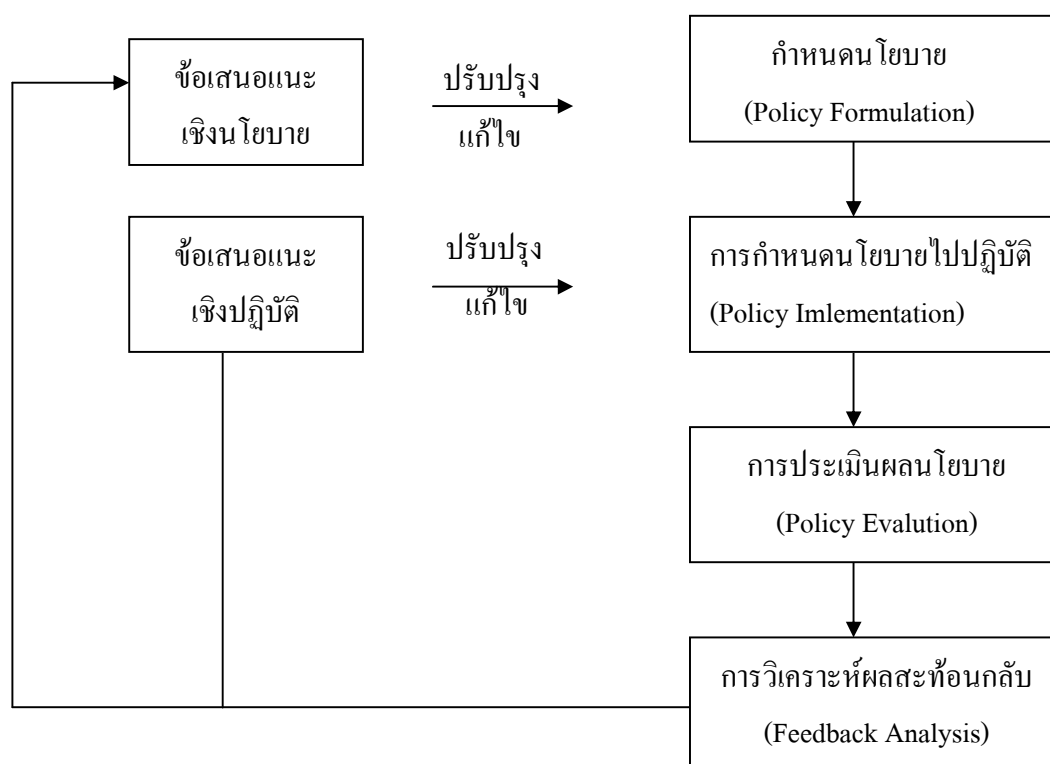 ข้อเสนอแนะ
เชิงนโยบาย
ปรับปรุง
แก้ไข
กำหนดนโยบาย
(Policy Formulation)
ข้อเสนอแนะ
เชิงปฏิบัติ
ปรับปรุง
แก้ไข
การกำหนดนโยบายไปปฏิบัติ
(Policy Imlementation)
การประเมินผลนโยบาย
(Policy Evalution)
การวิเคราะห์ผลสะท้อนกลับ
(Feedback Analysis)